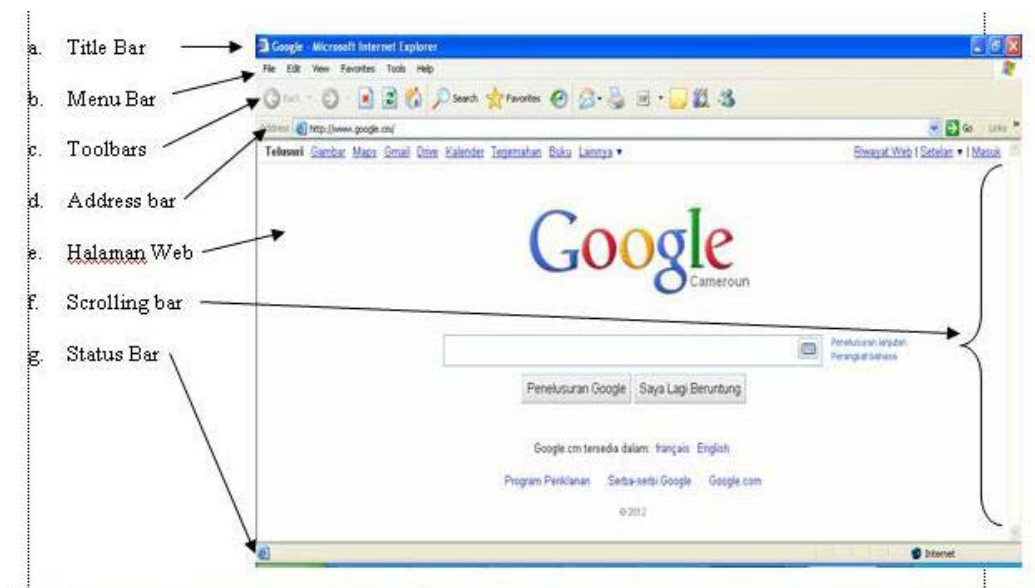 a. Title Bar
b. Menu Bar
c. Toolbars
d. Address bar
e. Halaman Web
f. Scrolling bar
g. Status Bar
Google - Microsoft Internet Explorer
File Edit View Favorites Tools Help
Back Search Favorites
Address http://www.google.cm/ Go Links
Telusuri Gambar Maps Gmail Drive Kalender Terjemahan Buku Lainnya ▼ Riwayat Web | Setelan ▼ | Masuk
Google
Cameroun
Penelusuran lanjutan
Perangkat bahasa
Penelusuran Google Saya Lagi Beruntung
Google.cm tersedia dalam: français English
Program Periklanan Serba-serbi Google Google.com
© 2012
Internet